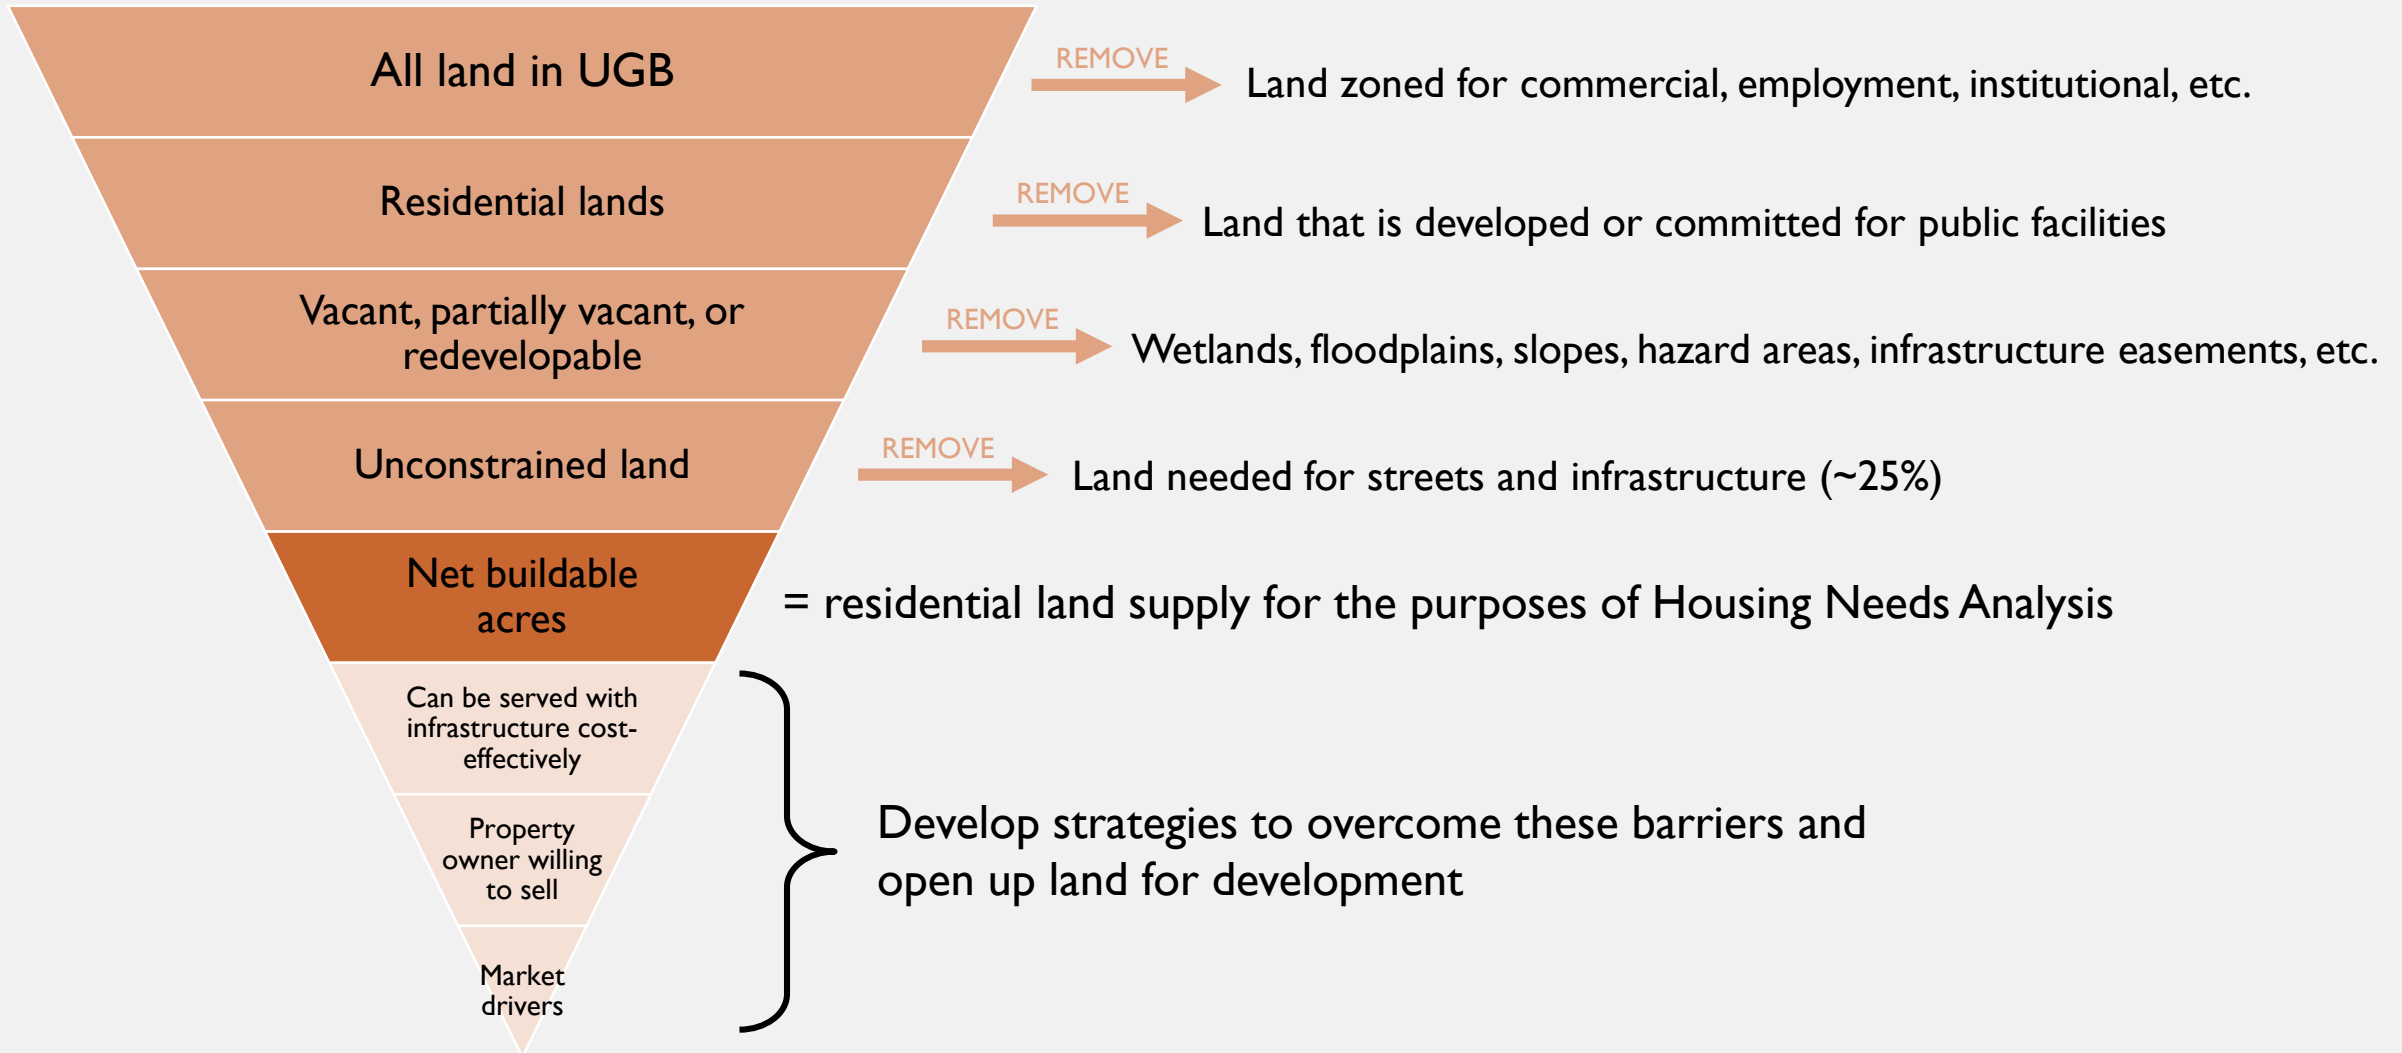 All land in UGB
REMOVE
Land zoned for commercial, employment, institutional, etc.
Residential lands
REMOVE
Land that is developed or committed for public facilities
Vacant, partially vacant, or
redevelopable
REMOVE
Wetlands, floodplains, slopes, hazard areas, infrastructure easements, etc.
Unconstrained land
REMOVE
Land needed for streets and infrastructure (~25%)
Net buildable
acres
= residential land supply for the purposes of Housing Needs Analysis
Can be served with
infrastructure cost-
effectively
Property
owner willing
to sell
Market
drivers
Develop strategies to overcome these barriers and
open up land for development